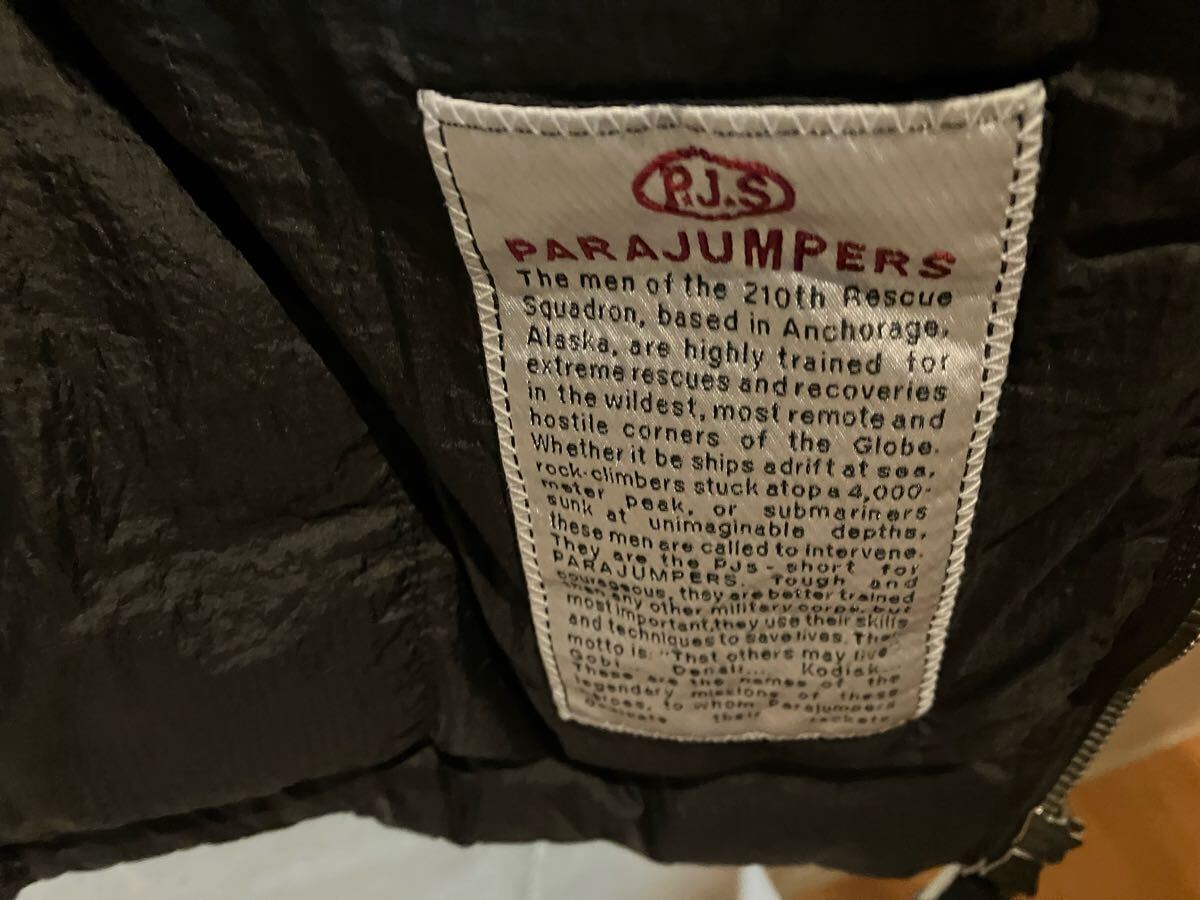 P.J.S
PARAJUMPERS
The men of the 210th Rescue
Squadron, based in Anchorage,
Alaska, are highly trained for
extreme rescues and recoveries
in the wildest, most remote and
hostile corners of the Globe.
Whether it be ships adrift at sea,
rock-climbers stuck atop a 4,000-
meter peak, or submariners
sunk at unimaginable depths,
these men are called to intervene.
They are the PJs - short for
PARAJUMPERS. Tough and
courageous, they are better trained
than any other military corps, but
most important, they use their skills
and techniques to save lives. Their
motto is: "That others may live"
Gobi... Denali... Kodiak...
These are the names of the
legendary missions of these
heroes, to whom Parajumpers
dedicate their jackets